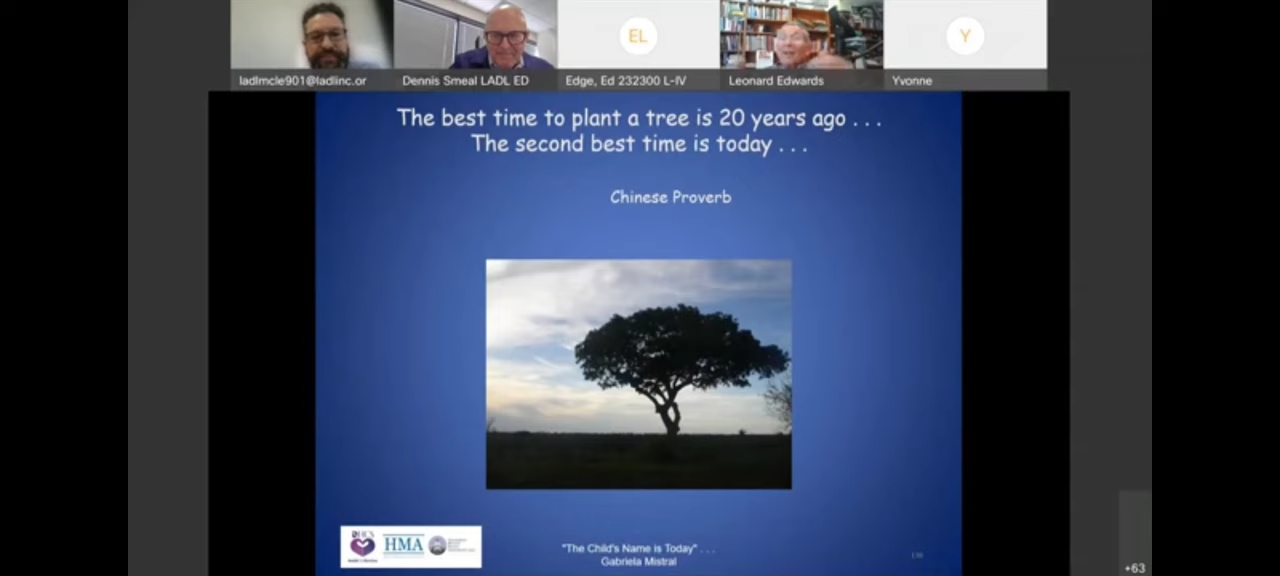 EL
Y
ladlmcle901@ladlinc.or
Dennis Smeal LADL ED
Edge, Ed 232300 L-IV
Leonard Edwards
Yvonne
The best time to plant a tree is 20 years ago . . .
The second best time is today . . .
Chinese Proverb
HCS
HMA
"The Child's Name is Today" . . .
Gabriela Mistral
+63